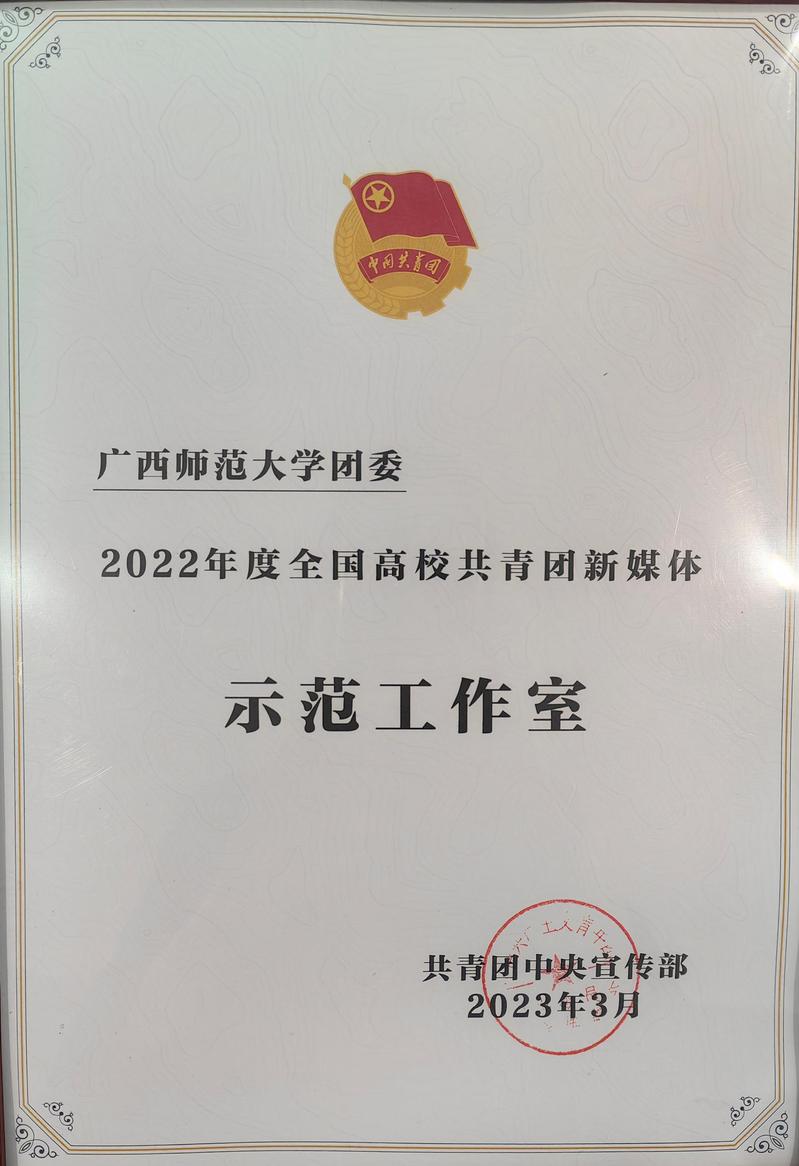 中国共青团
广西师范大学团委
2022年度全国高校共青团新媒体
示范工作室
共青团中央宣传部
2023年3月